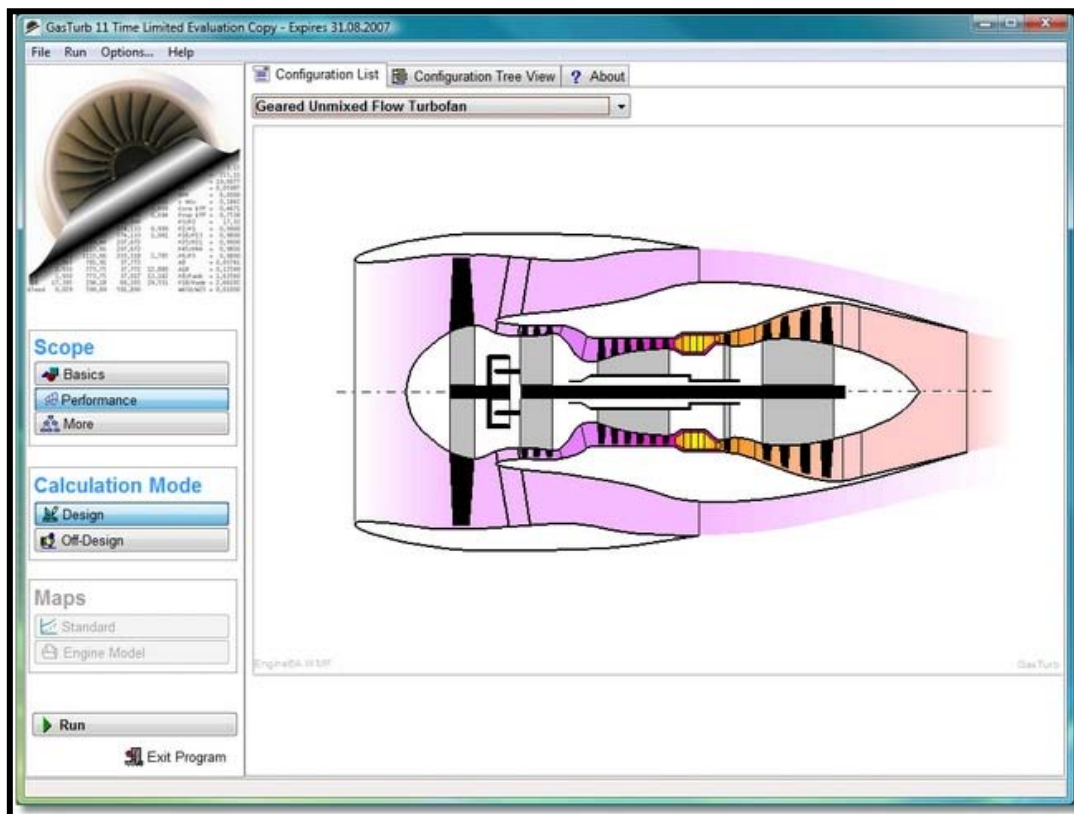 GasTurb 11 Time Limited Evaluation Copy - Expires 31.08.2007
File Run Options... Help
Configuration List Configuration Tree View ? About
Geared Unmixed Flow Turbofan
Scope
Basics
Performance
More
Calculation Mode
Design
Off-Design
Maps
Standard
Engine Model
Run
Exit Program
GasTurb